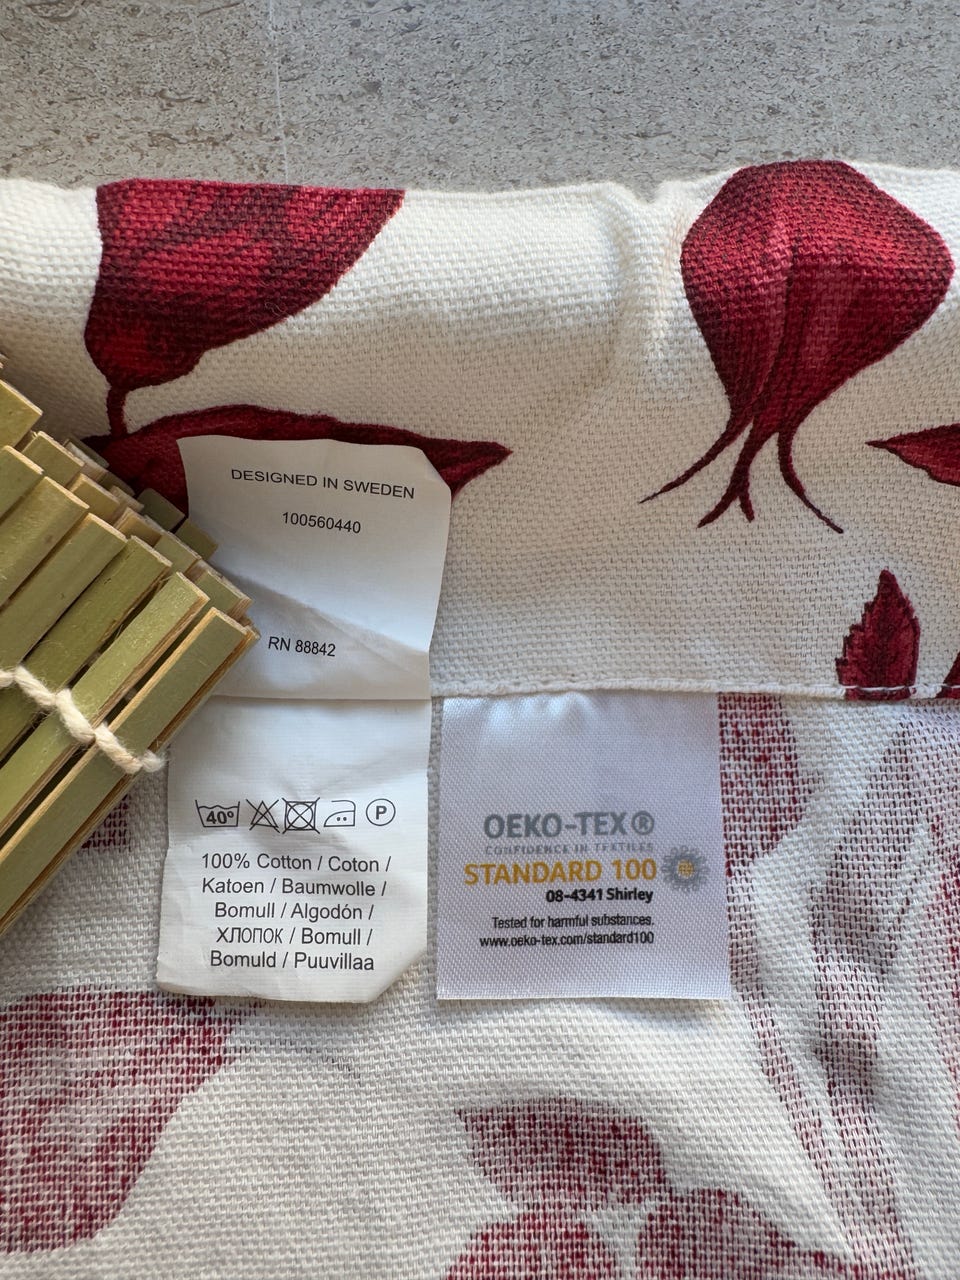 DESIGNED IN SWEDEN
100560440
RN 88842
40°
P
100% Cotton / Coton /
Katoen / Baumwolle /
Bomull / Algodón /
ХЛОПОК / Bomull /
Bomuld / Puuvillaa
OEKO-TEX®
CONFIDENCE IN TEXTILES
STANDARD 100
08-4341 Shirley
Tested for harmful substances.
www.oeko-tex.com/standard100